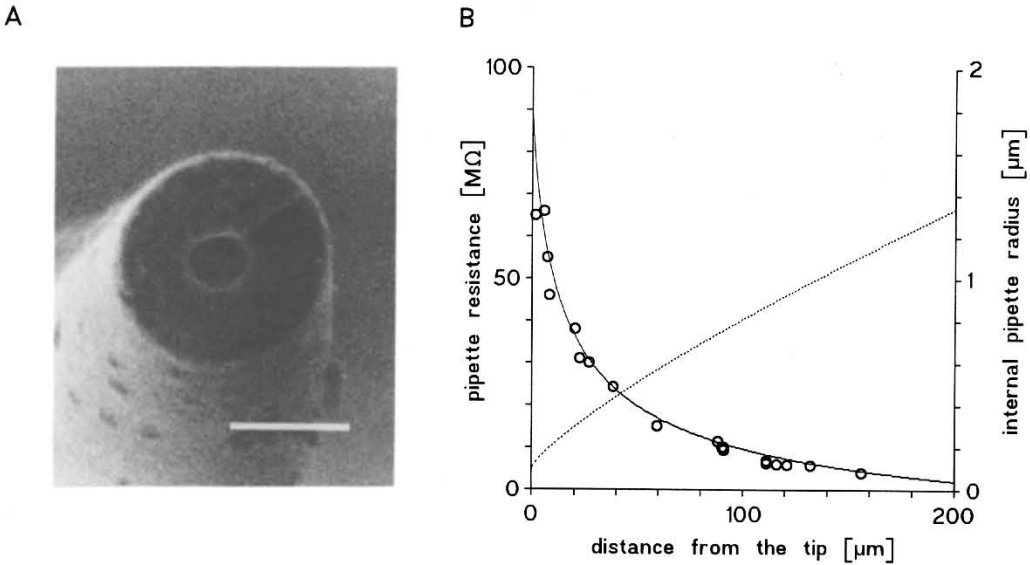 A
B
100
50
0
pipette resistance [MΩ]
2
1
0
internal pipette radius [µm]
0
100
200
distance from the tip [µm]